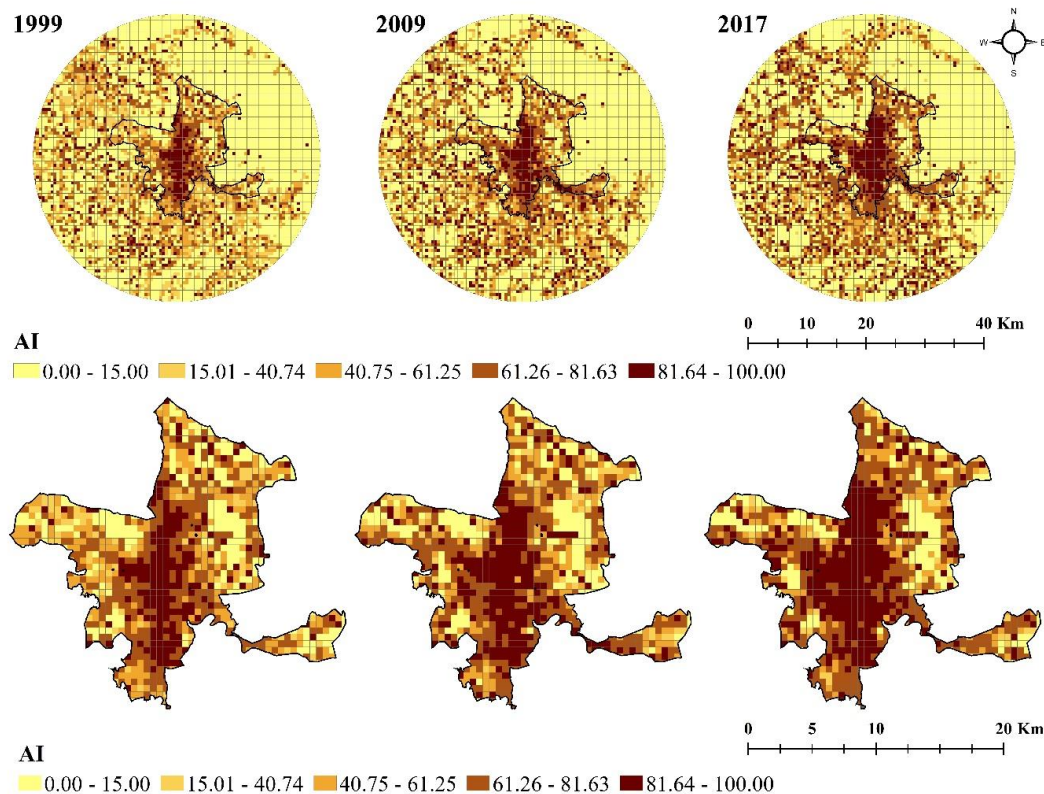 1999 2009 2017
N
W E
S
0 10 20 40 Km
AI
0.00 - 15.00 15.01 - 40.74 40.75 - 61.25 61.26 - 81.63 81.64 - 100.00
0 5 10 20 Km
AI
0.00 - 15.00 15.01 - 40.74 40.75 - 61.25 61.26 - 81.63 81.64 - 100.00